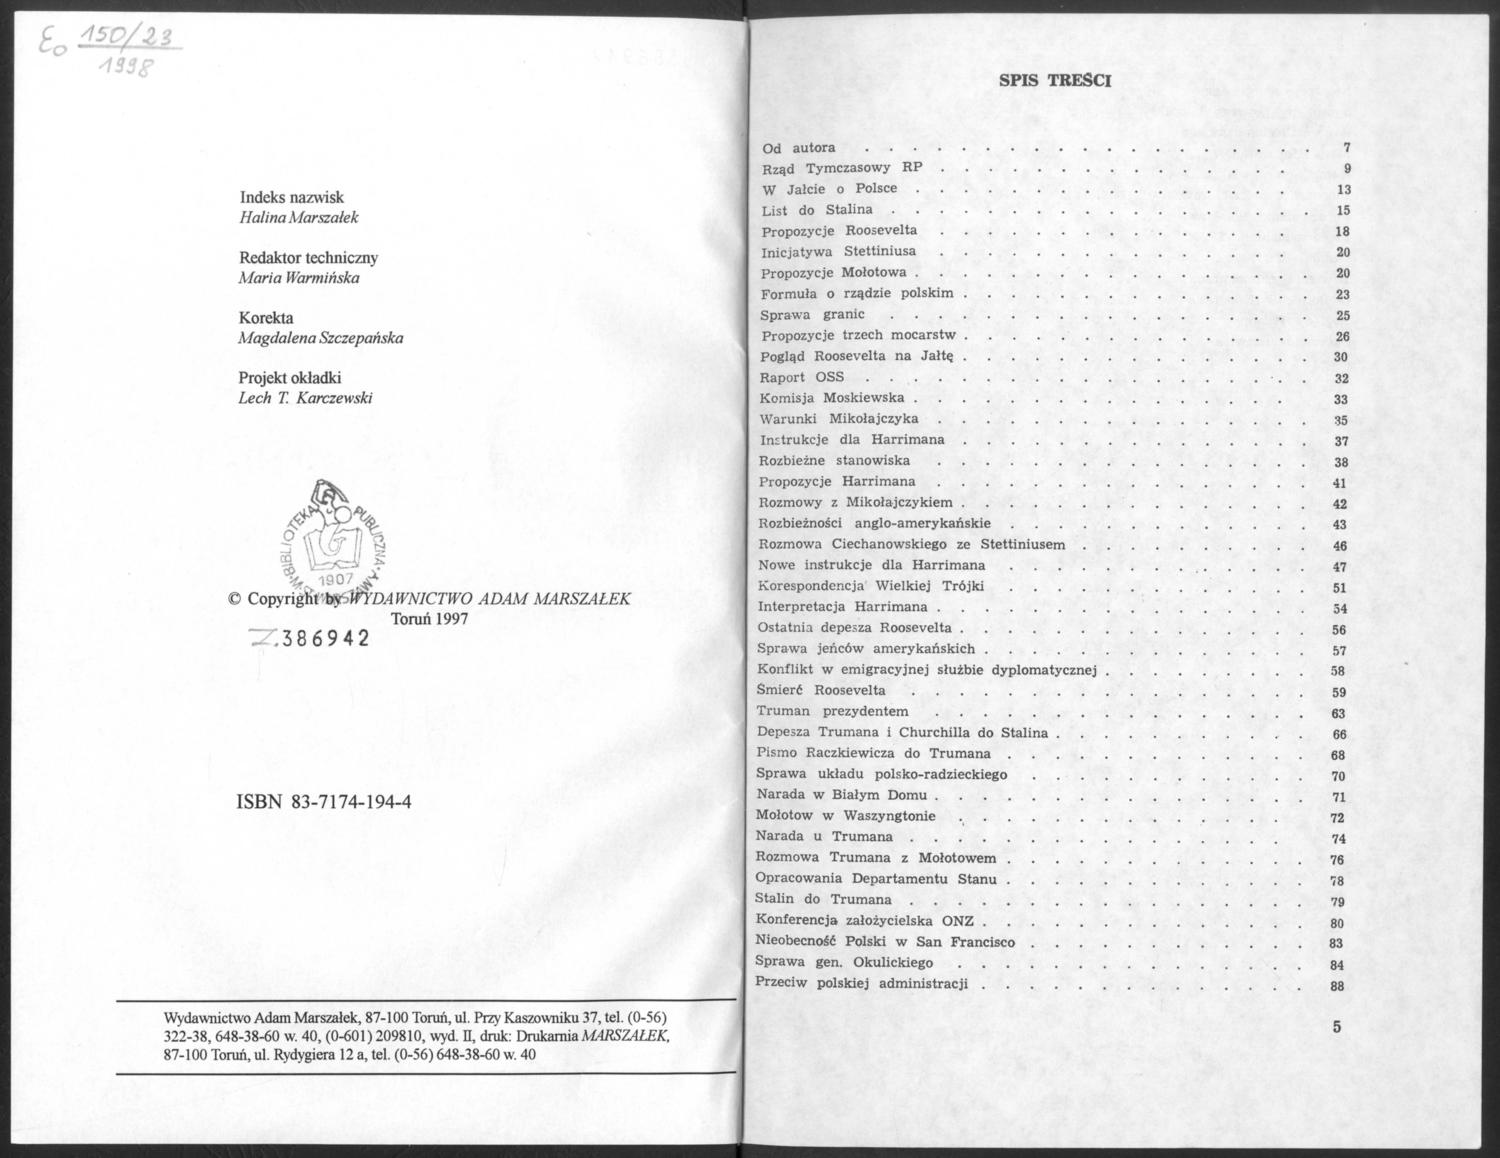 Eo 150/23
1998
Indeks nazwisk
Halina Marszałek
Redaktor techniczny
Maria Warmińska
Korekta
Magdalena Szczepańska
Projekt okładki
Lech T. Karczewski
BIBLIOTEKA PUBLICZNA
1907
© Copyright by WYDAWNICTWO ADAM MARSZAŁEK
Toruń 1997
Z.386942
ISBN 83-7174-194-4
Wydawnictwo Adam Marszałek, 87-100 Toruń, ul. Przy Kaszowniku 37, tel. (0-56)
322-38, 648-38-60 w. 40, (0-601) 209810, wyd. II, druk: Drukarnia MARSZAŁEK,
87-100 Toruń, ul. Rydygiera 12 a, tel. (0-56) 648-38-60 w. 40
SPIS TREŚCI
Od autora 7
Rząd Tymczasowy RP 9
W Jałcie o Polsce 13
List do Stalina 15
Propozycje Roosevelta 18
Inicjatywa Stettiniusa 20
Propozycje Mołotowa 20
Formuła o rządzie polskim 23
Sprawa granic 25
Propozycje trzech mocarstw 26
Pogląd Roosevelta na Jałtę 30
Raport OSS 32
Komisja Moskiewska 33
Warunki Mikołajczyka 35
Instrukcje dla Harrimana 37
Rozbieżne stanowiska 38
Propozycje Harrimana 41
Rozmowy z Mikołajczykiem 42
Rozbieżności anglo-amerykańskie 43
Rozmowa Ciechanowskiego ze Stettiniusem 46
Nowe instrukcje dla Harrimana 47
Korespondencja Wielkiej Trójki 51
Interpretacja Harrimana 54
Ostatnia depesza Roosevelta 56
Sprawa jeńców amerykańskich 57
Konflikt w emigracyjnej służbie dyplomatycznej 58
Śmierć Roosevelta 59
Truman prezydentem 63
Depesza Trumana i Churchilla do Stalina 66
Pismo Raczkiewicza do Trumana 68
Sprawa układu polsko-radzieckiego 70
Narada w Białym Domu 71
Mołotow w Waszyngtonie 72
Narada u Trumana 74
Rozmowa Trumana z Mołotowem 76
Opracowania Departamentu Stanu 78
Stalin do Trumana 79
Konferencja założycielska ONZ 80
Nieobecność Polski w San Francisco 83
Sprawa gen. Okulickiego 84
Przeciw polskiej administracji 88
5